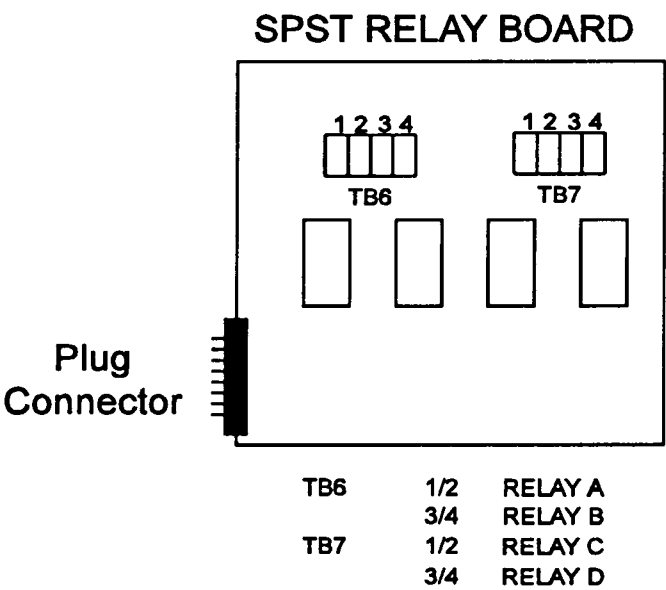 SPST RELAY BOARD
1 2 3 4
TB6
1 2 3 4
TB7
Plug
Connector
TB6 1/2 RELAY A
3/4 RELAY B
TB7 1/2 RELAY C
3/4 RELAY D